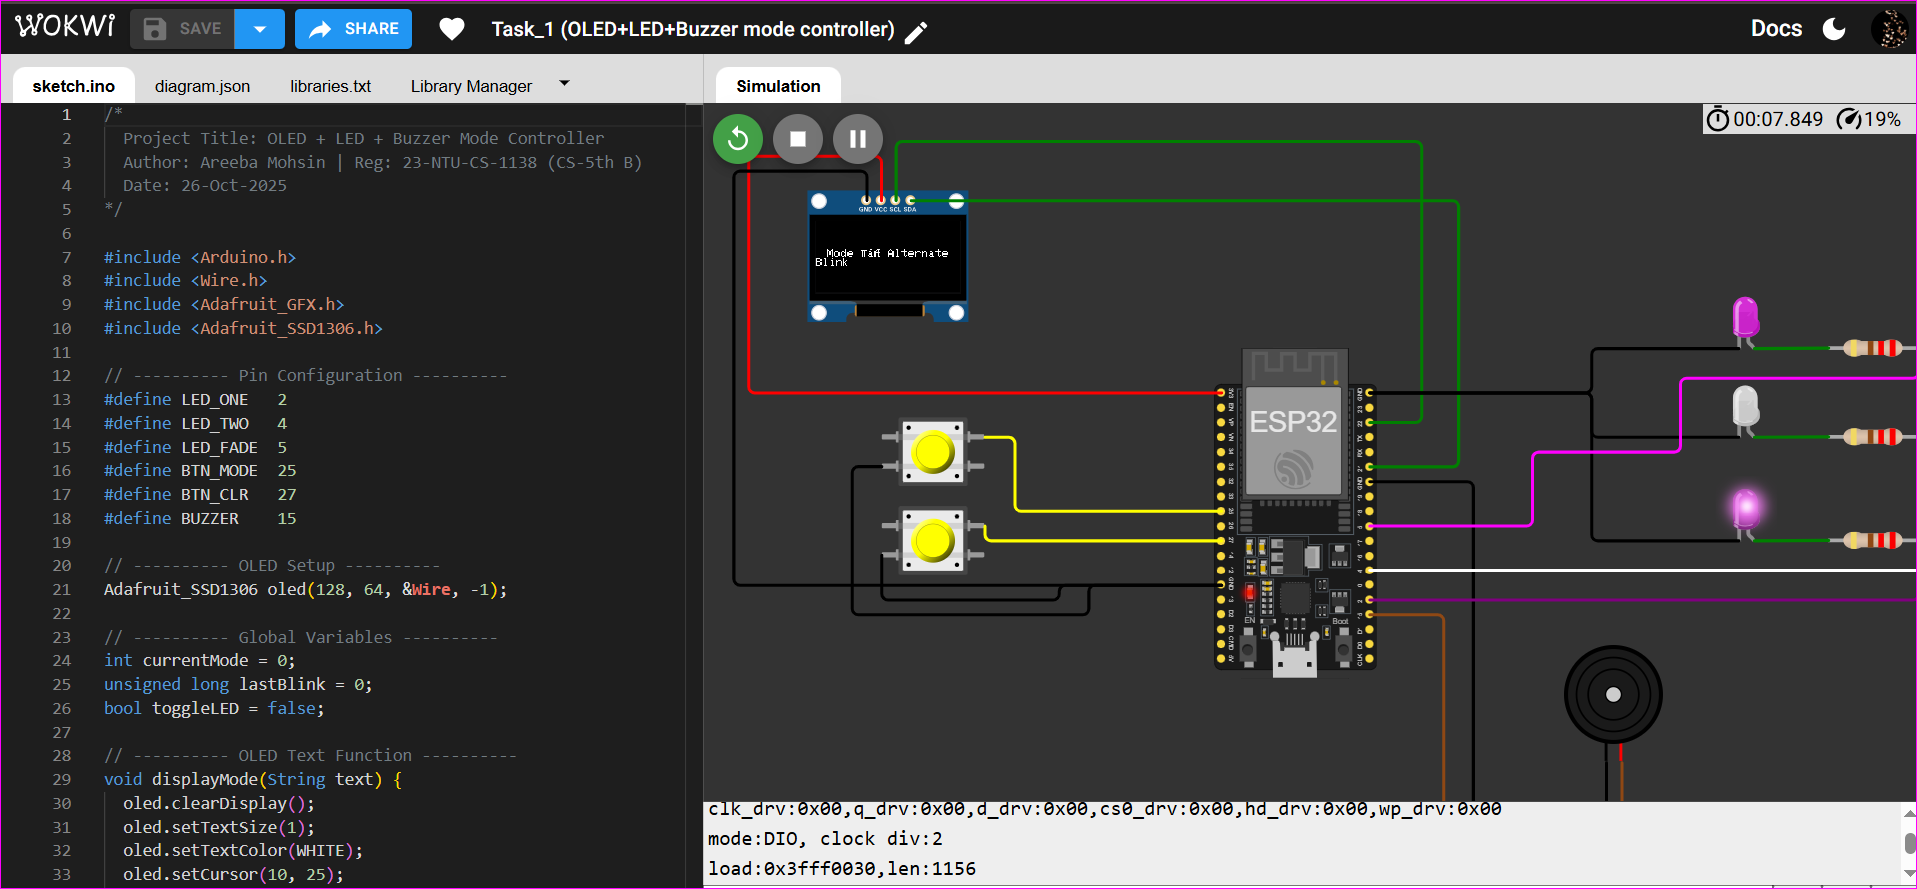 WOKWI
SAVE
SHARE
Task_1 (OLED+LED+Buzzer mode controller)
Docs
sketch.ino
diagram.json
libraries.txt
Library Manager
Simulation
1 /*
2 Project Title: OLED + LED + Buzzer Mode Controller
3 Author: Areeba Mohsin | Reg: 23-NTU-CS-1138 (CS-5th B)
4 Date: 26-Oct-2025
5 */
6
7 #include <Arduino.h>
8 #include <Wire.h>
9 #include <Adafruit_GFX.h>
10 #include <Adafruit_SSD1306.h>
11
12 // ---------- Pin Configuration ----------
13 #define LED_ONE   2
14 #define LED_TWO   4
15 #define LED_FADE  5
16 #define BTN_MODE  25
17 #define BTN_CLR   27
18 #define BUZZER    15
19
20 // ---------- OLED Setup ----------
21 Adafruit_SSD1306 oled(128, 64, &Wire, -1);
22
23 // ---------- Global Variables ----------
24 int currentMode = 0;
25 unsigned long lastBlink = 0;
26 bool toggleLED = false;
27
28 // ---------- OLED Text Function ----------
29 void displayMode(String text) {
30 oled.clearDisplay();
31 oled.setTextSize(1);
32 oled.setTextColor(WHITE);
33 oled.setCursor(10, 25);
00:07.849 19%
GND VCC SCL SDA
Mode Alternate
Blink
ESP32
EN
Boot
clk_drv:0x00,q_drv:0x00,d_drv:0x00,cs0_drv:0x00,hd_drv:0x00,wp_drv:0x00
mode:DIO, clock div:2
load:0x3fff0030,len:1156